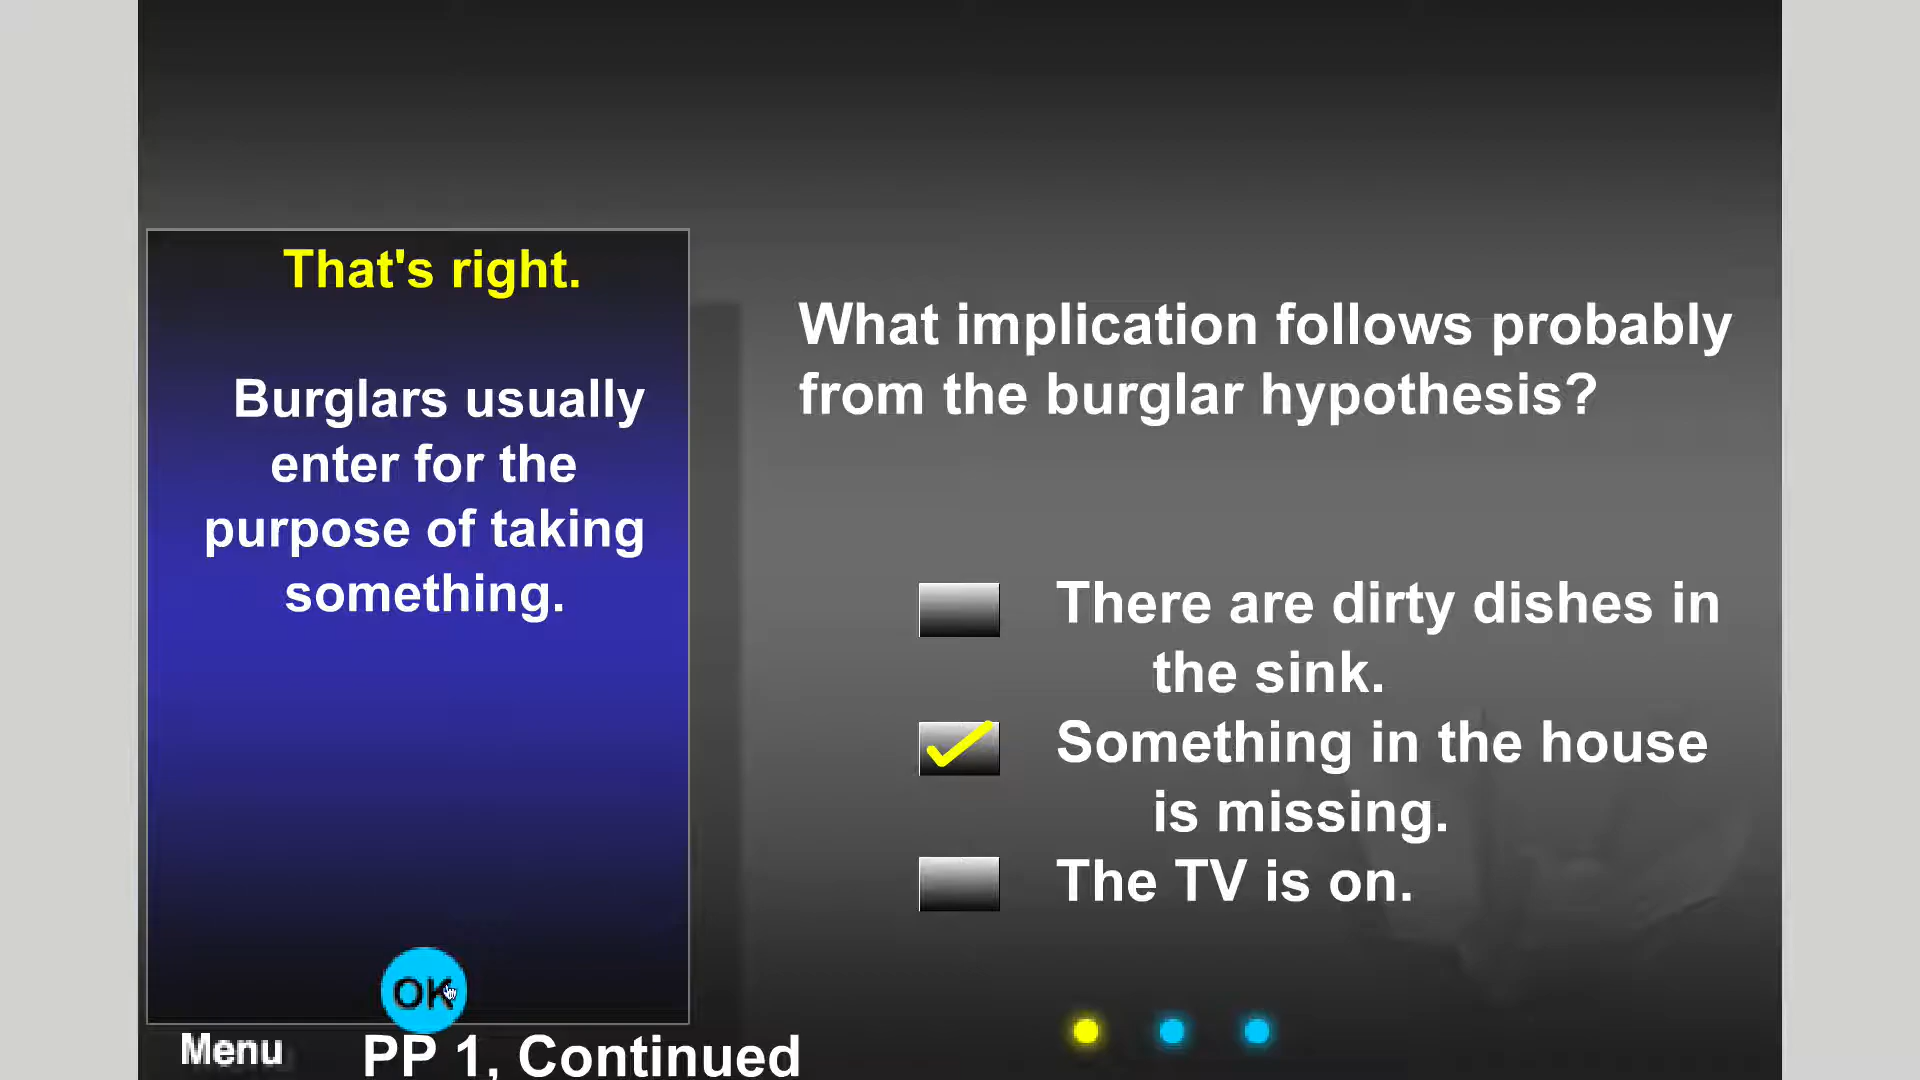 That's right.
Burglars usually
enter for the
purpose of taking
something.
OK
What implication follows probably
from the burglar hypothesis?
There are dirty dishes in
the sink.
Something in the house
is missing.
The TV is on.
Menu
PP 1, Continued